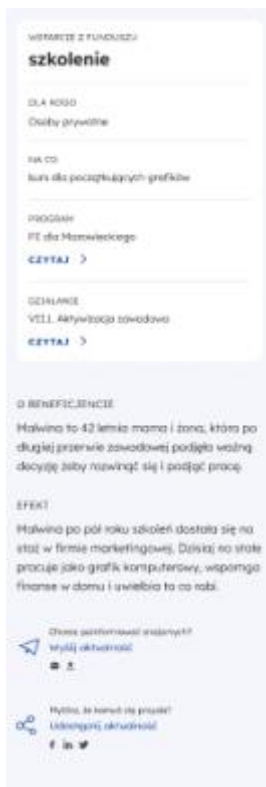 WSPARCIE Z FUNDUSZU
szkolenie
DLA KOGO
Osoby prywatne
NA CO
kurs dla początkujących grafików
PROGRAM
FE dla Mazowieckiego
CZYTAJ >
DZIAŁANIE
VIII. Aktywizacja zawodowa
CZYTAJ >
O BENEFICJENCIE
Malwina to 42 letnia mama i żona, która po
długiej przerwie zawodowej podjęła ważną
decyzję żeby rozwinąć się i podjąć pracę.
EFEKT
Malwina po pół roku szkoleń dostała się na
staż w firmie marketingowej. Dzisiaj na stałe
pracuje jako grafik komputerowy, wspomaga
finanse w domu i uwielbia to co robi.
Chcesz poinformować znajomych?
Wyślij aktualność
Myślisz, że komuś się przyda?
Udostępnij aktualność